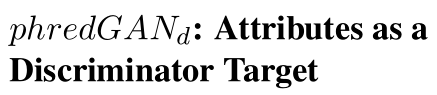 phredGAN_d: Attributes as a
Discriminator Target